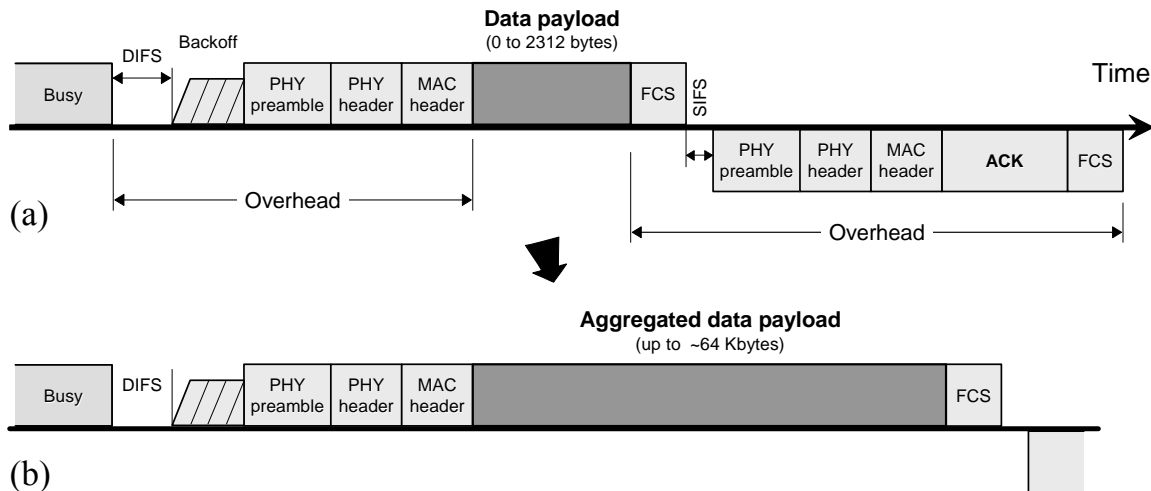 Data payload
(0 to 2312 bytes)
DIFS
Backoff
Time
Busy
PHY
preamble
PHY
header
MAC
header
FCS
SIFS
PHY
preamble
PHY
header
MAC
header
ACK
FCS
Overhead
(a)
Overhead
Aggregated data payload
(up to ~64 Kbytes)
Busy
DIFS
PHY
preamble
PHY
header
MAC
header
FCS
(b)